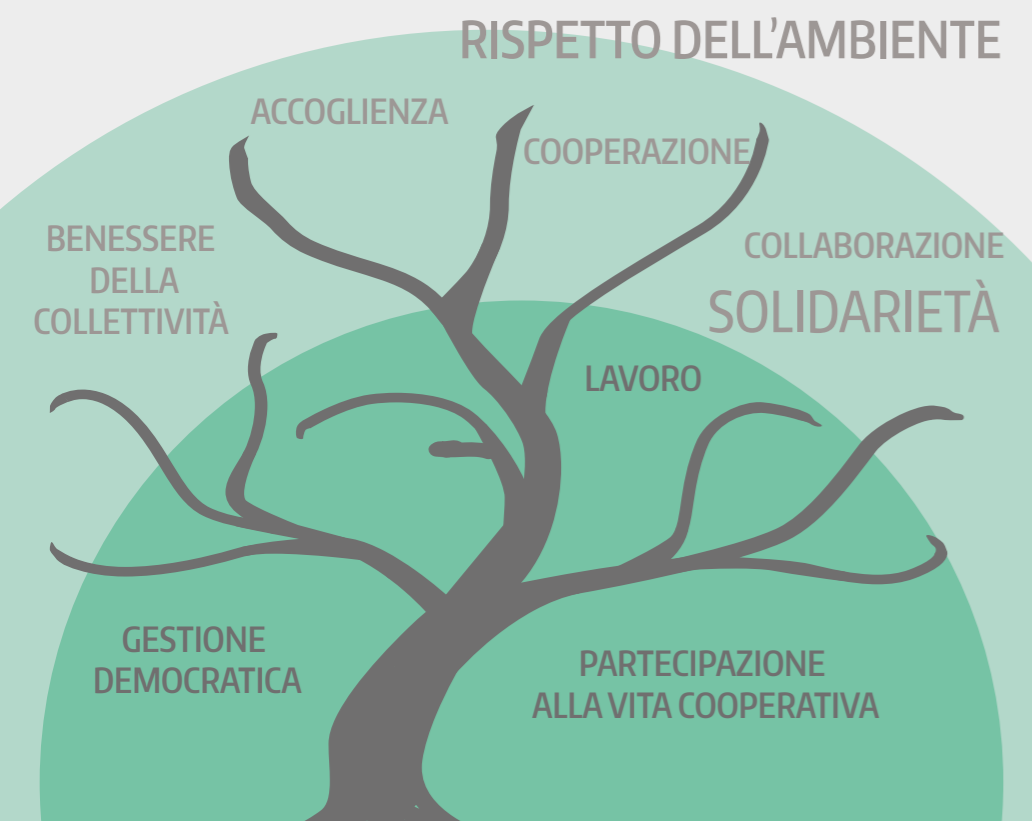 RISPETTO DELL’AMBIENTE
ACCOGLIENZA
COOPERAZIONE
BENESSERE
DELLA
COLLETTIVITÀ
COLLABORAZIONE
SOLIDARIETÀ
LAVORO
GESTIONE
DEMOCRATICA
PARTECIPAZIONE
ALLA VITA COOPERATIVA